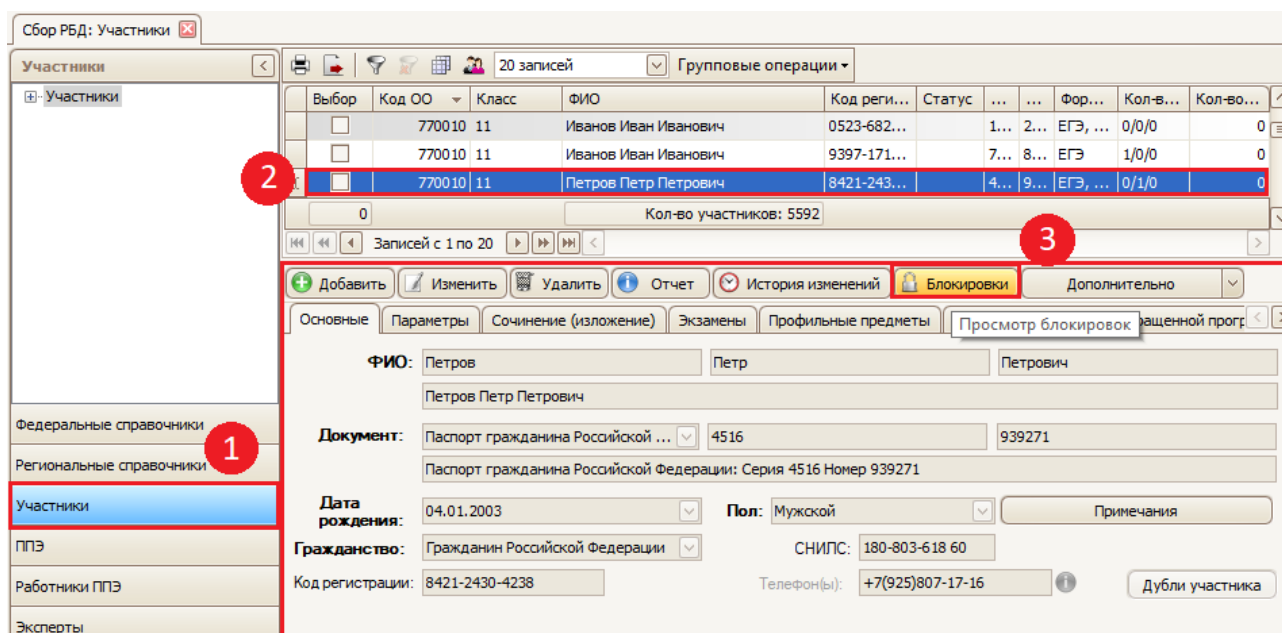 Сбор РБД: Участники
Участники
Участники
20 записей Групповые операции
Выбор Код ОО Класс ФИО Код реги... Статус ... ... Фор... Кол-в... Кол-во...
770010 11 Иванов Иван Иванович 0523-682... 1... 2... ЕГЭ, ... 0/0/0 0
770010 11 Иванов Иван Иванович 9397-171... 7... 8... ЕГЭ 1/0/0 0
2 770010 11 Петров Петр Петрович 8421-243... 4... 9... ЕГЭ, ... 0/1/0 0
0 Кол-во участников: 5592
Записей с 1 по 20
3
Добавить Изменить Удалить Отчет История изменений Блокировки Дополнительно
Основные Параметры Сочинение (изложение) Экзамены Профильные предметы Просмотр блокировок
ФИО: Петров Петр Петрович
Петров Петр Петрович
Документ: Паспорт гражданина Российской ... 4516 939271
Паспорт гражданина Российской Федерации: Серия 4516 Номер 939271
Дата рождения: 04.01.2003 Пол: Мужской Примечания
Гражданство: Гражданин Российской Федерации СНИЛС: 180-803-618 60
Код регистрации: 8421-2430-4238 Телефон(ы): +7(925)807-17-16 Дубли участника
Федеральные справочники
1
Региональные справочники
Участники
ППЭ
Работники ППЭ
Эксперты